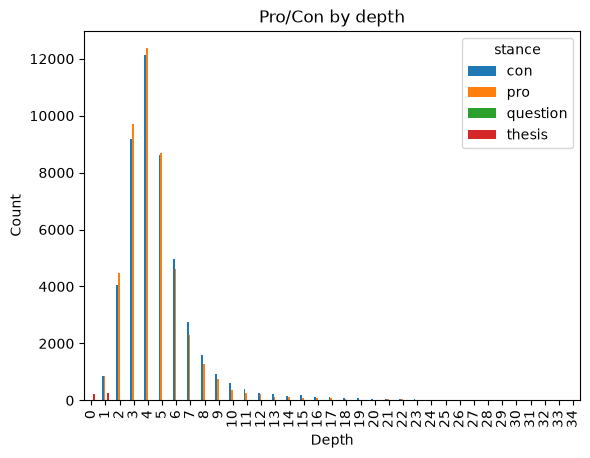 Pro/Con by depth
stance
con
pro
question
thesis
12000
10000
8000
6000
4000
2000
0
Count
0 1 2 3 4 5 6 7 8 9 10 11 12 13 14 15 16 17 18 19 20 21 22 23 24 25 26 27 28 29 30 31 32 33 34
Depth